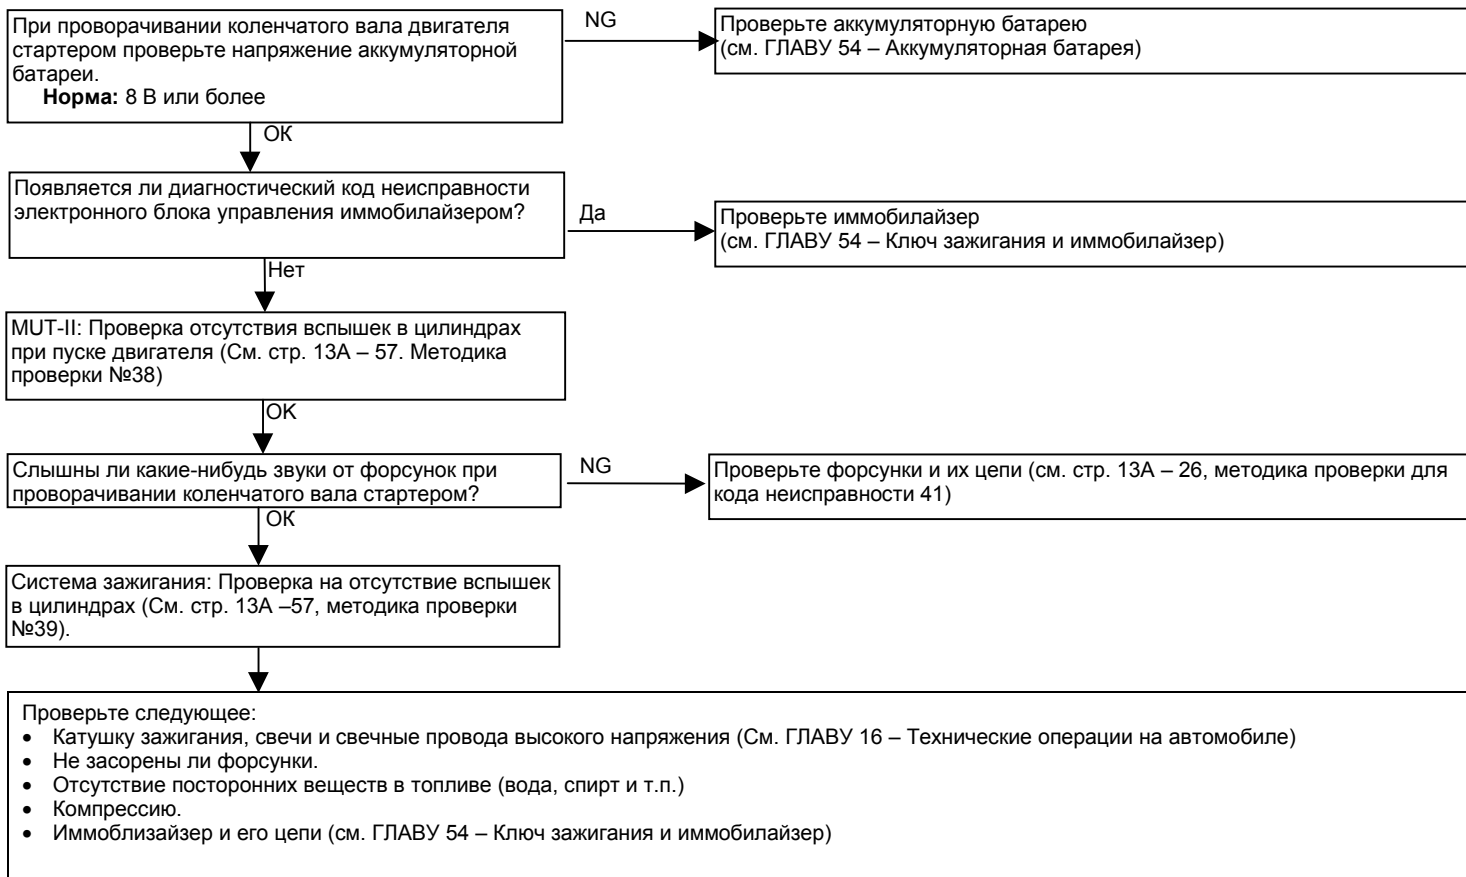 При проворачивании коленчатого вала двигателя
стартером проверьте напряжение аккумуляторной
батареи.
Норма: 8 В или более
NG
Проверьте аккумуляторную батарею
(см. ГЛАВУ 54 – Аккумуляторная батарея)
ОК
Появляется ли диагностический код неисправности
электронного блока управления иммобилайзером?
Да
Проверьте иммобилайзер
(см. ГЛАВУ 54 – Ключ зажигания и иммобилайзер)
Нет
MUT-II: Проверка отсутствия вспышек в цилиндрах
при пуске двигателя (См. стр. 13А – 57. Методика
проверки №38)
ОК
Слышны ли какие-нибудь звуки от форсунок при
проворачивании коленчатого вала стартером?
NG
Проверьте форсунки и их цепи (см. стр. 13А – 26, методика проверки для
кода неисправности 41)
ОК
Система зажигания: Проверка на отсутствие вспышек
в цилиндрах (См. стр. 13А –57, методика проверки
№39).
Проверьте следующее:
• Катушку зажигания, свечи и свечные провода высокого напряжения (См. ГЛАВУ 16 – Технические операции на автомобиле)
• Не засорены ли форсунки.
• Отсутствие посторонних веществ в топливе (вода, спирт и т.п.)
• Компрессию.
• Иммоблизайзер и его цепи (см. ГЛАВУ 54 – Ключ зажигания и иммобилайзер)